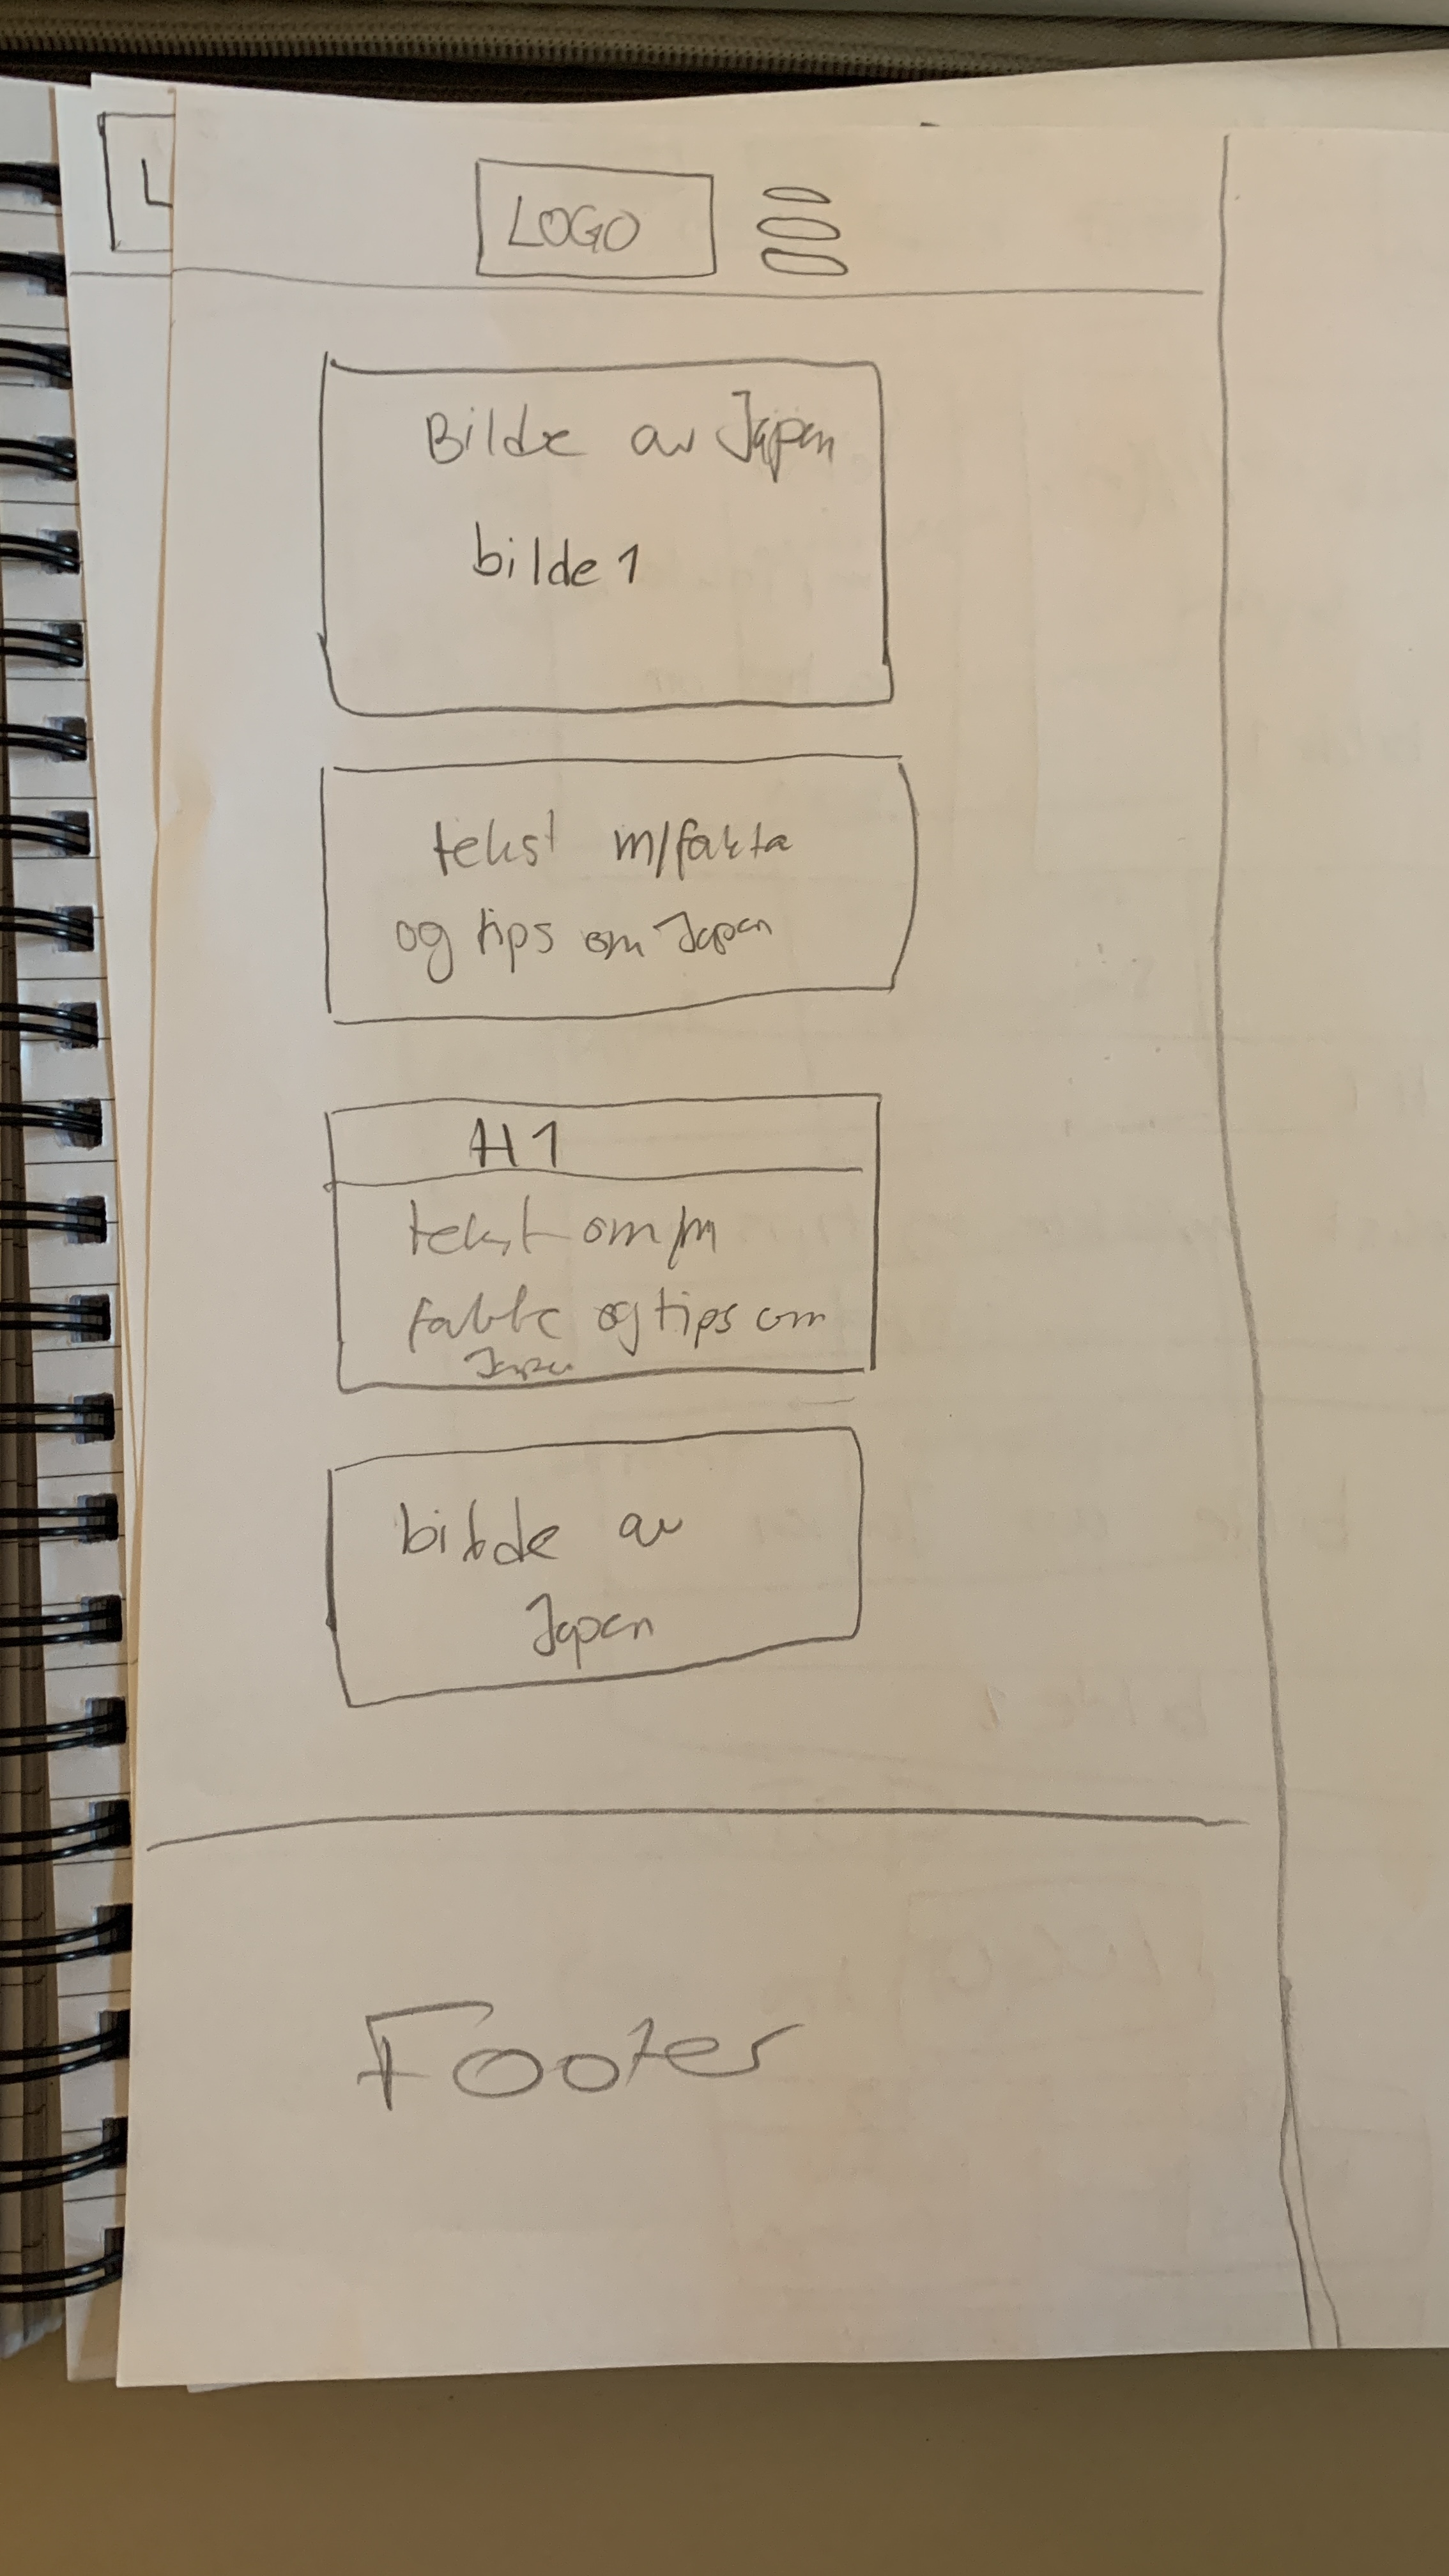 L
LOGO
Bilde av Japan
bilde 1
tekst m/fakta
og tips om Japan
H1
tekst om/m
fakta og tips om
Japan
bilde av
Japan
Footer